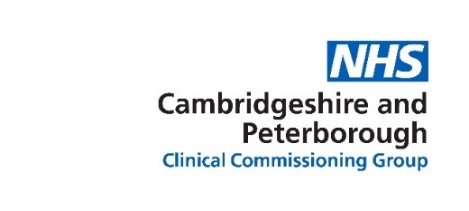 NHS
Cambridgeshire and
Peterborough
Clinical Commissioning Group